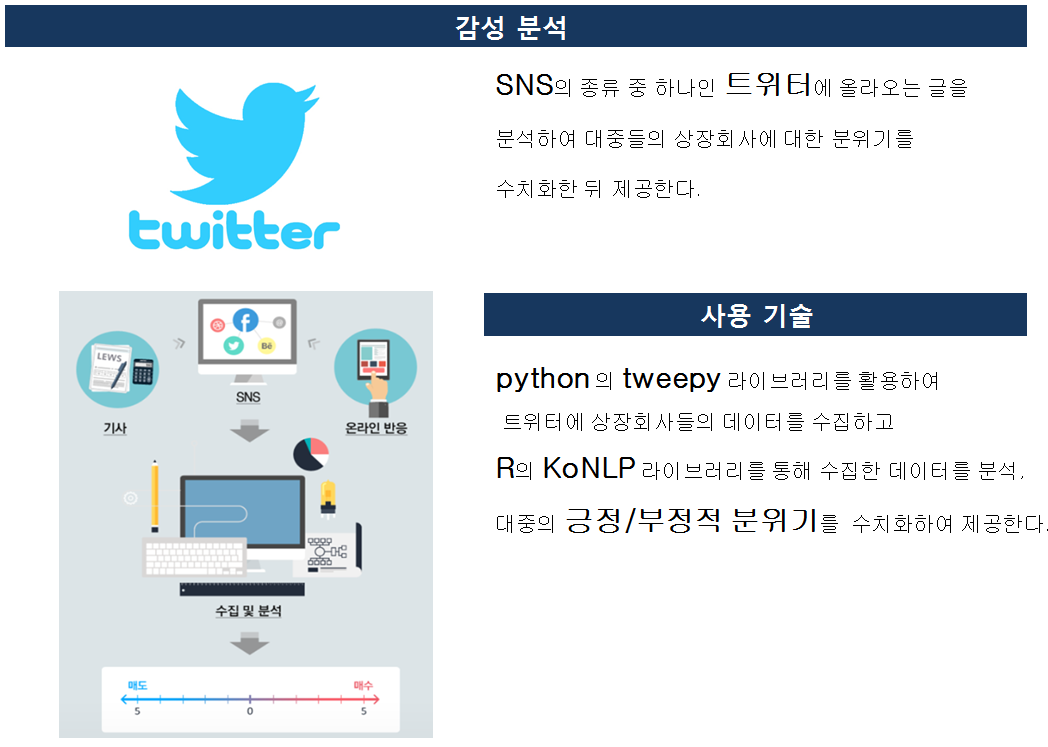 감성 분석
twitter
SNS의 종류 중 하나인 트위터에 올라오는 글을
분석하여 대중들의 상장회사에 대한 분위기를
수치화한 뒤 제공한다.
LEWS
Bē
SNS
기사
온라인 반응
수집 및 분석
매도
매수
5
0
5
사용 기술
python의 tweepy 라이브러리를 활용하여
트위터에 상장회사들의 데이터를 수집하고
R의 KoNLP 라이브러리를 통해 수집한 데이터를 분석,
대중의 긍정/부정적 분위기를 수치화하여 제공한다.